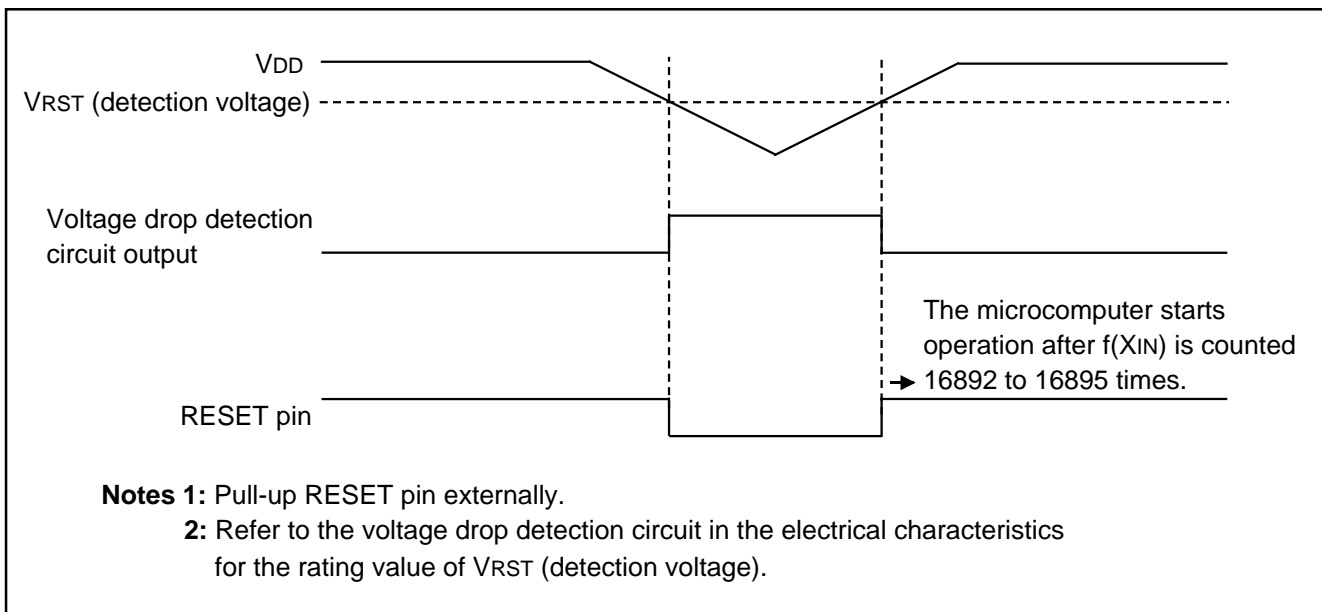 VDD
VRST (detection voltage)
Voltage drop detection
circuit output
The microcomputer starts
operation after f(XIN) is counted
16892 to 16895 times.
RESET pin
Notes 1: Pull-up RESET pin externally.
2: Refer to the voltage drop detection circuit in the electrical characteristics
for the rating value of VRST (detection voltage).